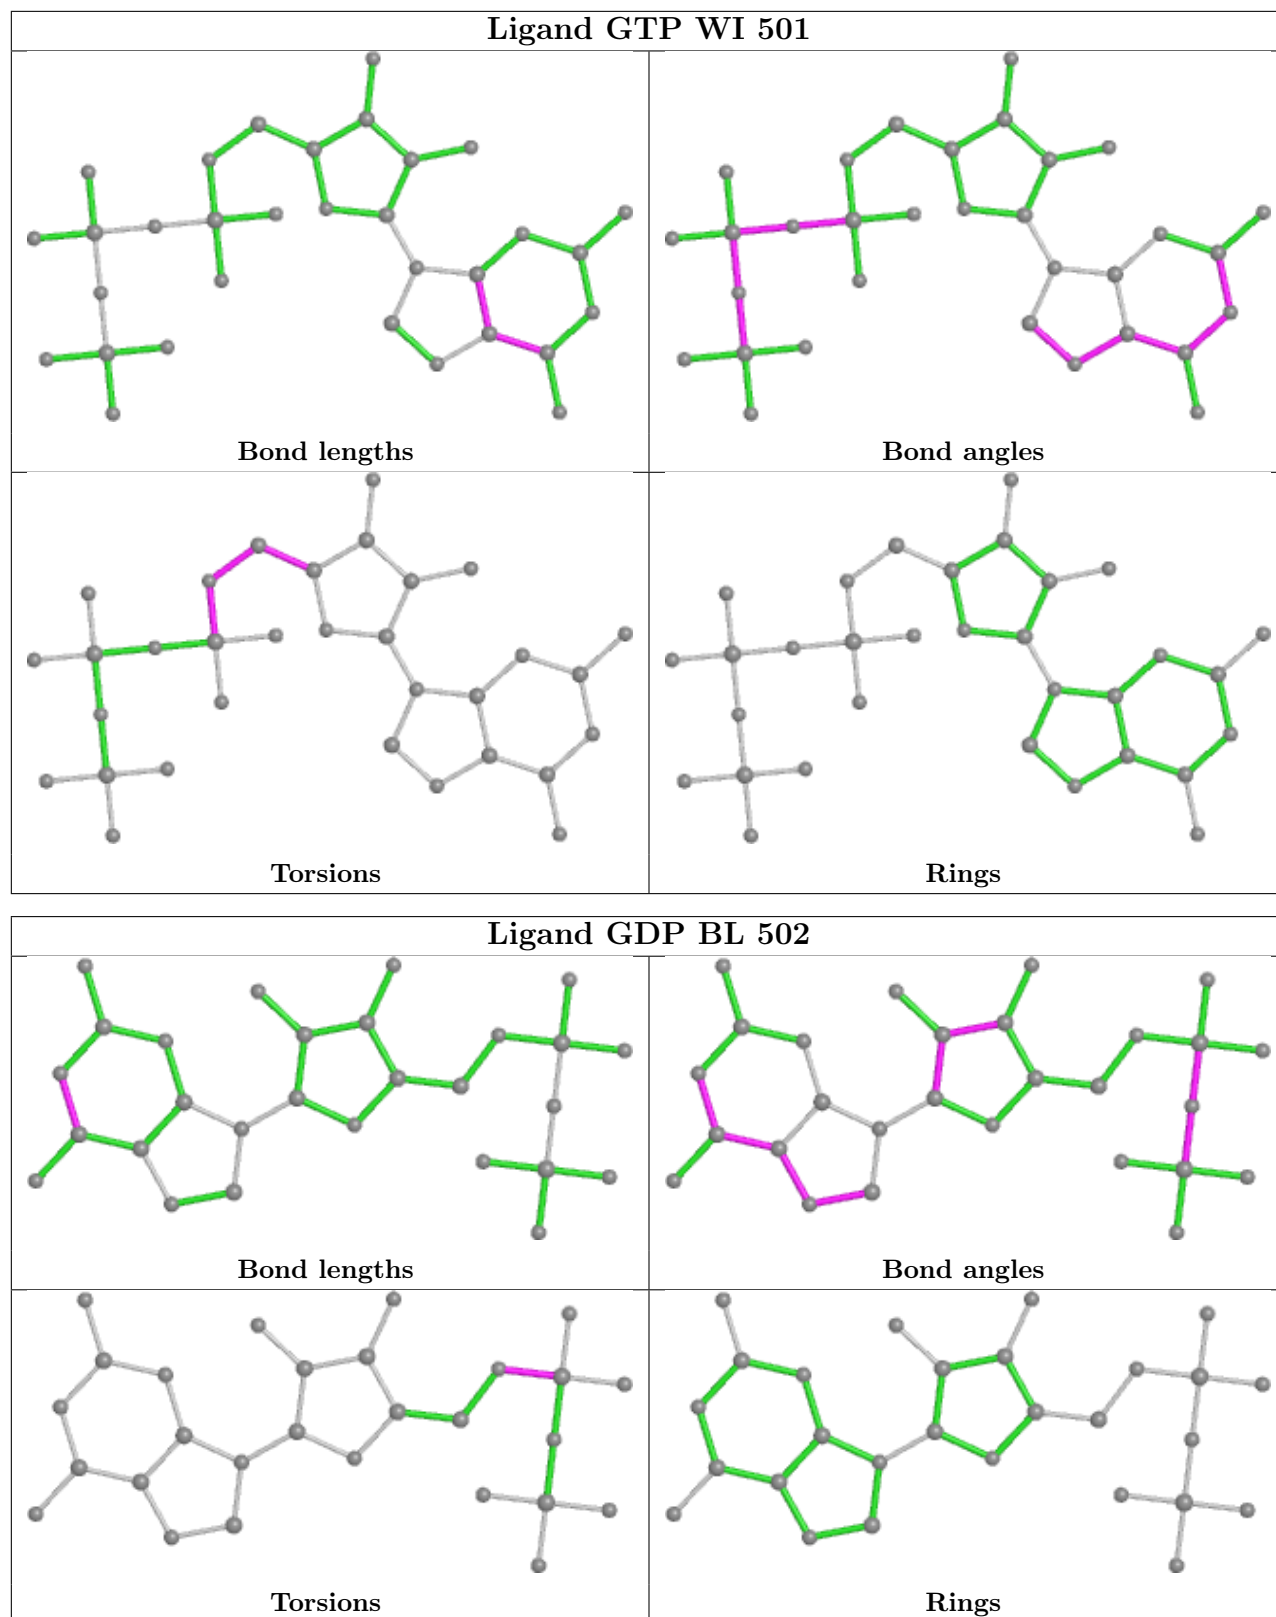 Ligand GTP WI 501
Bond lengths
Bond angles
Torsions
Rings
Ligand GDP BL 502
Bond lengths
Bond angles
Torsions
Rings